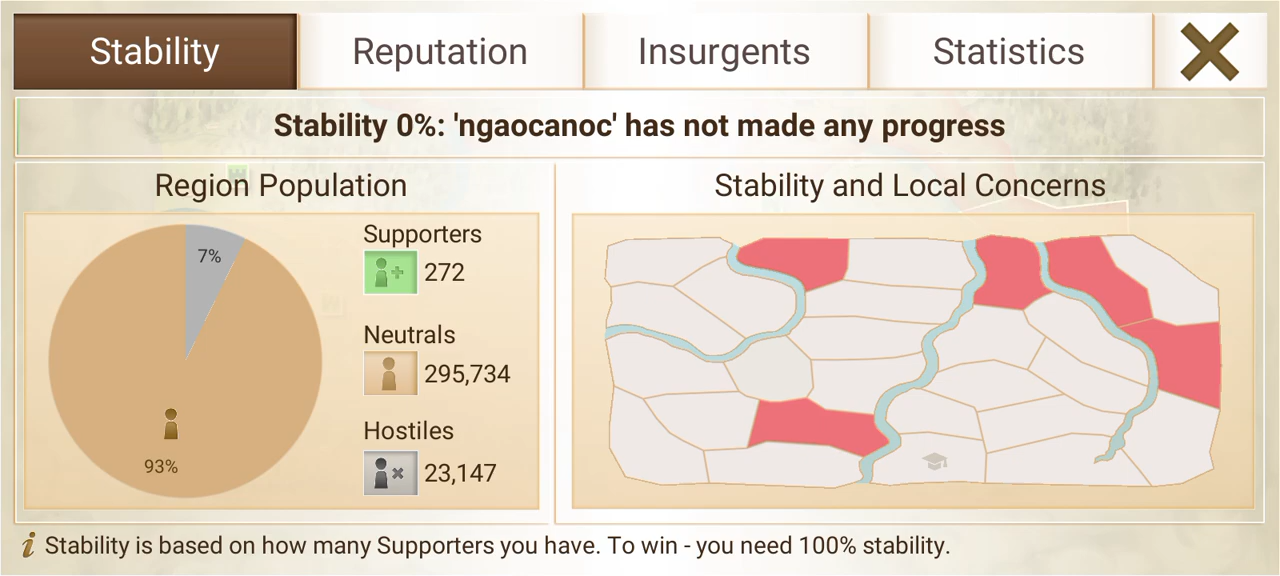 Stability
Reputation
Insurgents
Statistics
Stability 0%: 'ngaocanoc' has not made any progress
Region Population
7%
93%
Supporters
272
Neutrals
295,734
Hostiles
23,147
Stability and Local Concerns
i Stability is based on how many Supporters you have. To win - you need 100% stability.